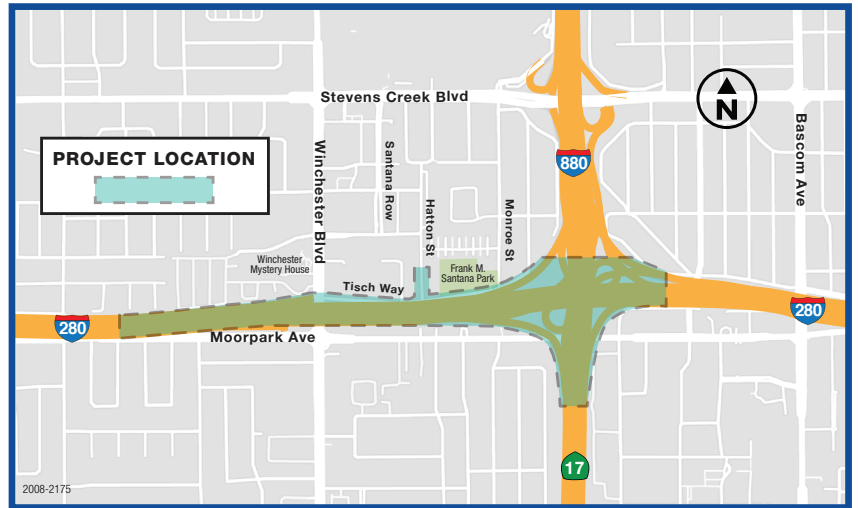 Stevens Creek Blvd
N
PROJECT LOCATION
Winchester Blvd
Santana Row
Hatton St
Monroe St
880
Bascom Ave
Winchester
Mystery House
Tisch Way
Frank M.
Santana Park
280
Moorpark Ave
280
17
2008-2175